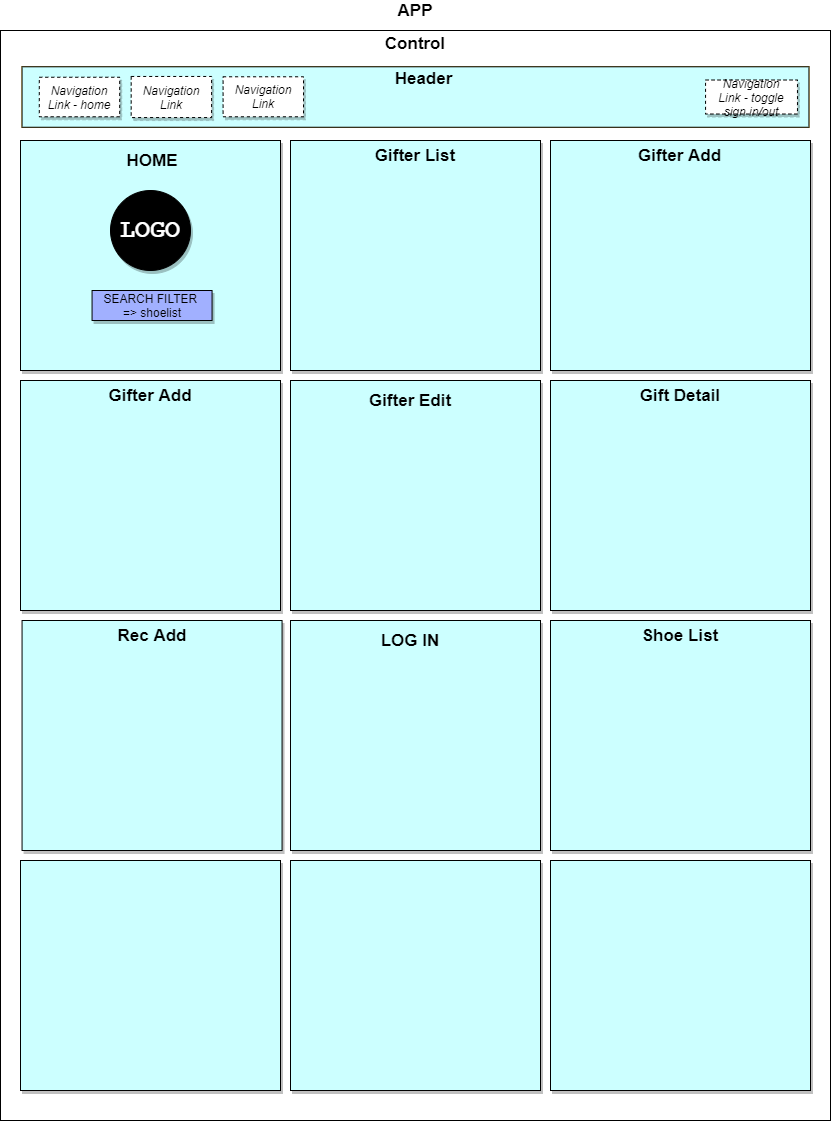 APP
Control
Header
Navigation
Link - home
Navigation
Link
Navigation
Link
Navigation
Link - toggle
sign in/out
HOME
LOGO
SEARCH FILTER
=> shoelist
Gifter List
Gifter Add
Gifter Add
Gifter Edit
Gift Detail
Rec Add
LOG IN
Shoe List